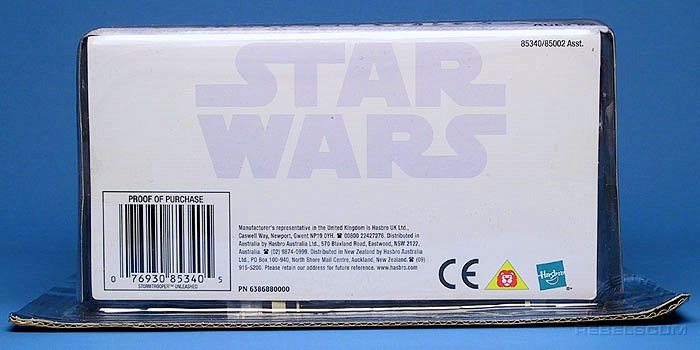 85340/85002 Asst.
STAR
WARS
PROOF OF PURCHASE
0 76930 85340 5
STORMTROOPER™ UNLEASHED
Manufacturer's representative in the United Kingdom is Hasbro UK Ltd.,
Caswell Way, Newport, Gwent NP19 0YH. ☎ 00800 22427276. Distributed in
Australia by Hasbro Australia Ltd., 570 Blaxland Road, Eastwood, NSW 2122,
Australia. ☎ (02) 9874-0999. Distributed in New Zealand by Hasbro Australia
Ltd., PO Box 100-940, North Shore Mail Centre, Auckland, New Zealand. ☎ (09)
915-5200. Please retain our address for future reference. www.hasbro.com
PN 6386880000
CE
Hasbro
REBELSCUM